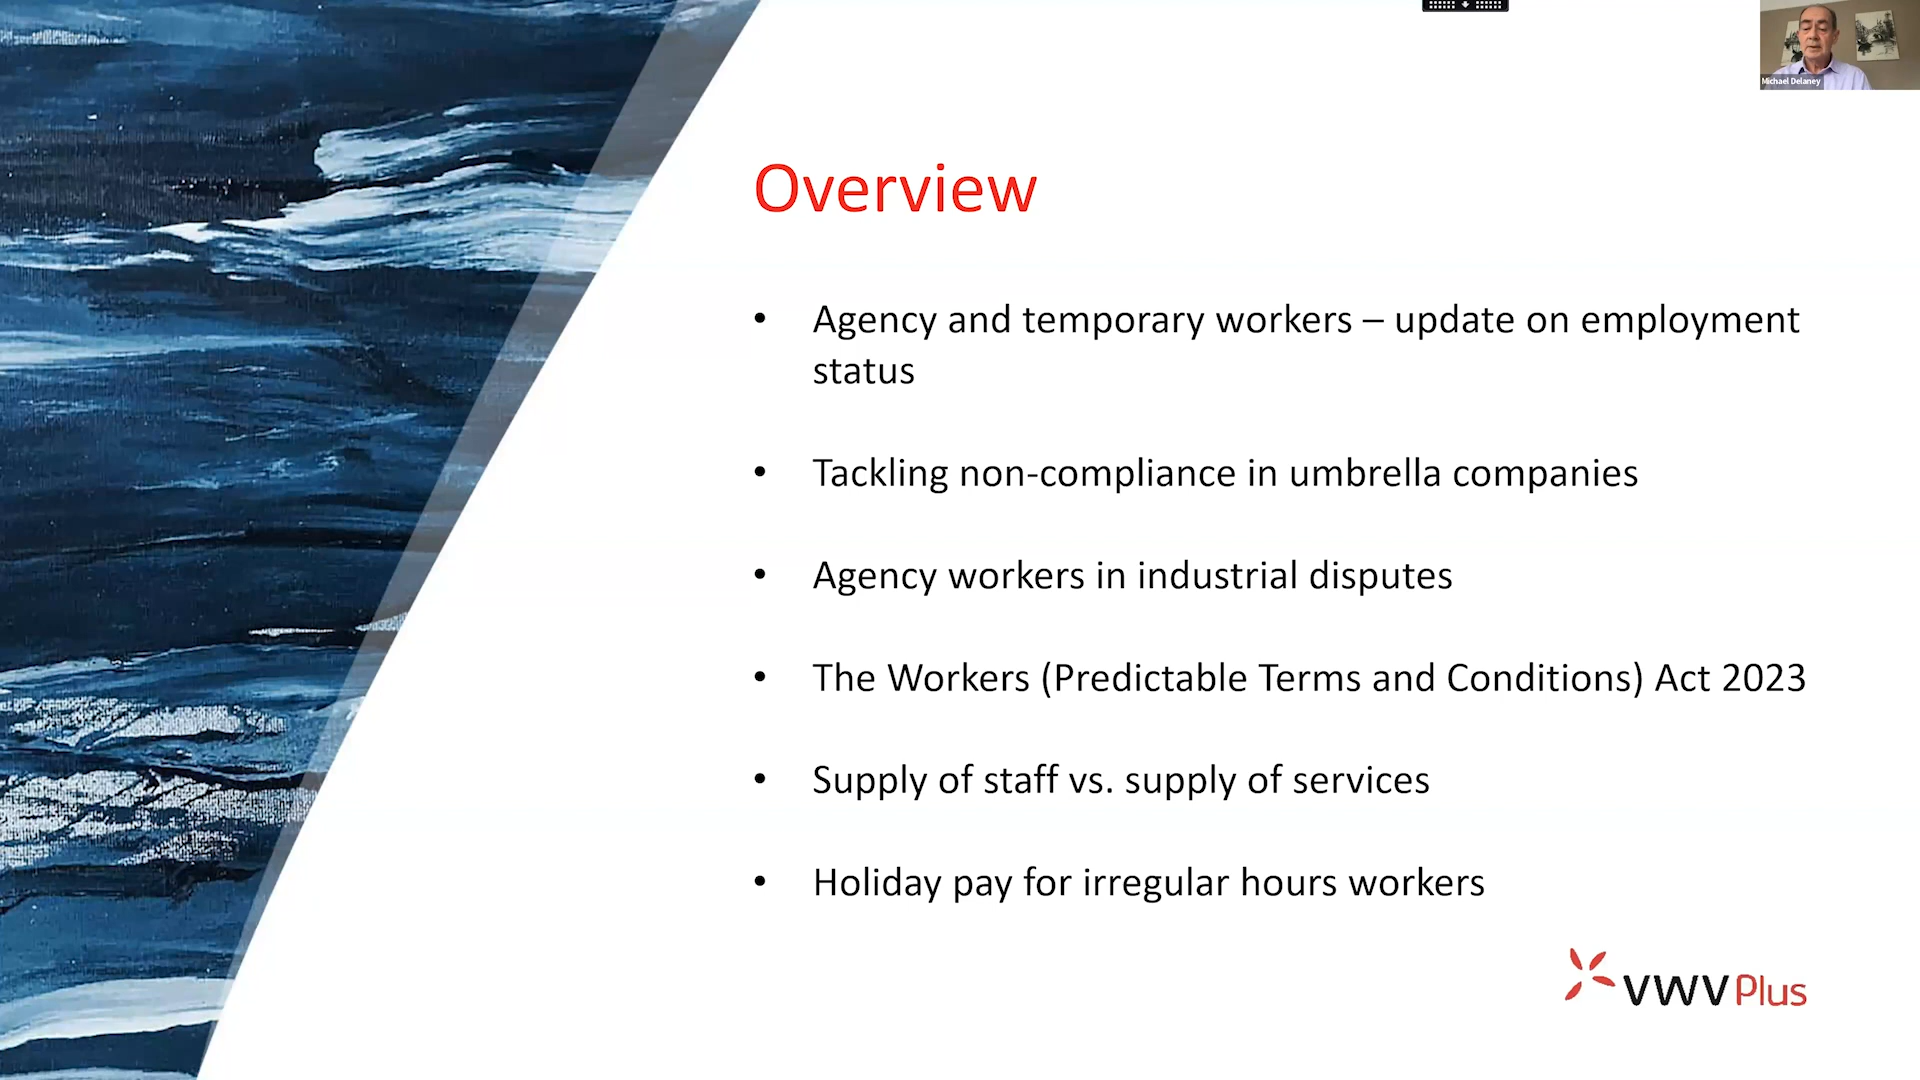 Michael Delaney
Overview
• Agency and temporary workers – update on employment
status
• Tackling non-compliance in umbrella companies
• Agency workers in industrial disputes
• The Workers (Predictable Terms and Conditions) Act 2023
• Supply of staff vs. supply of services
• Holiday pay for irregular hours workers
VWV Plus